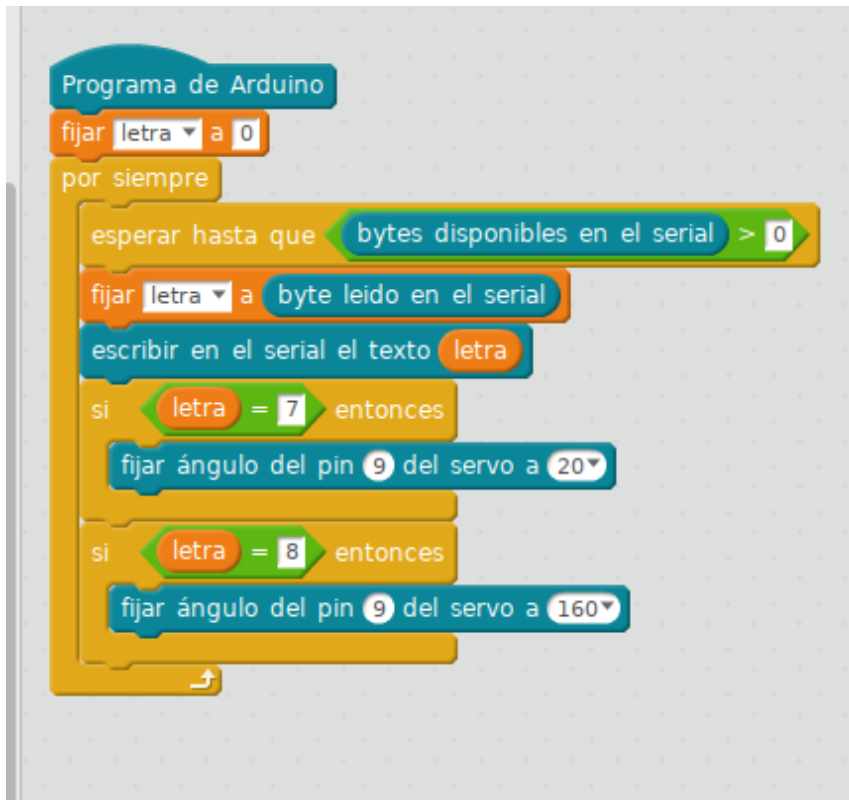 Programa de Arduino
fijar letra a 0
por siempre
esperar hasta que bytes disponibles en el serial > 0
fijar letra a byte leido en el serial
escribir en el serial el texto letra
si letra = 7 entonces
fijar ángulo del pin 9 del servo a 20
si letra = 8 entonces
fijar ángulo del pin 9 del servo a 160